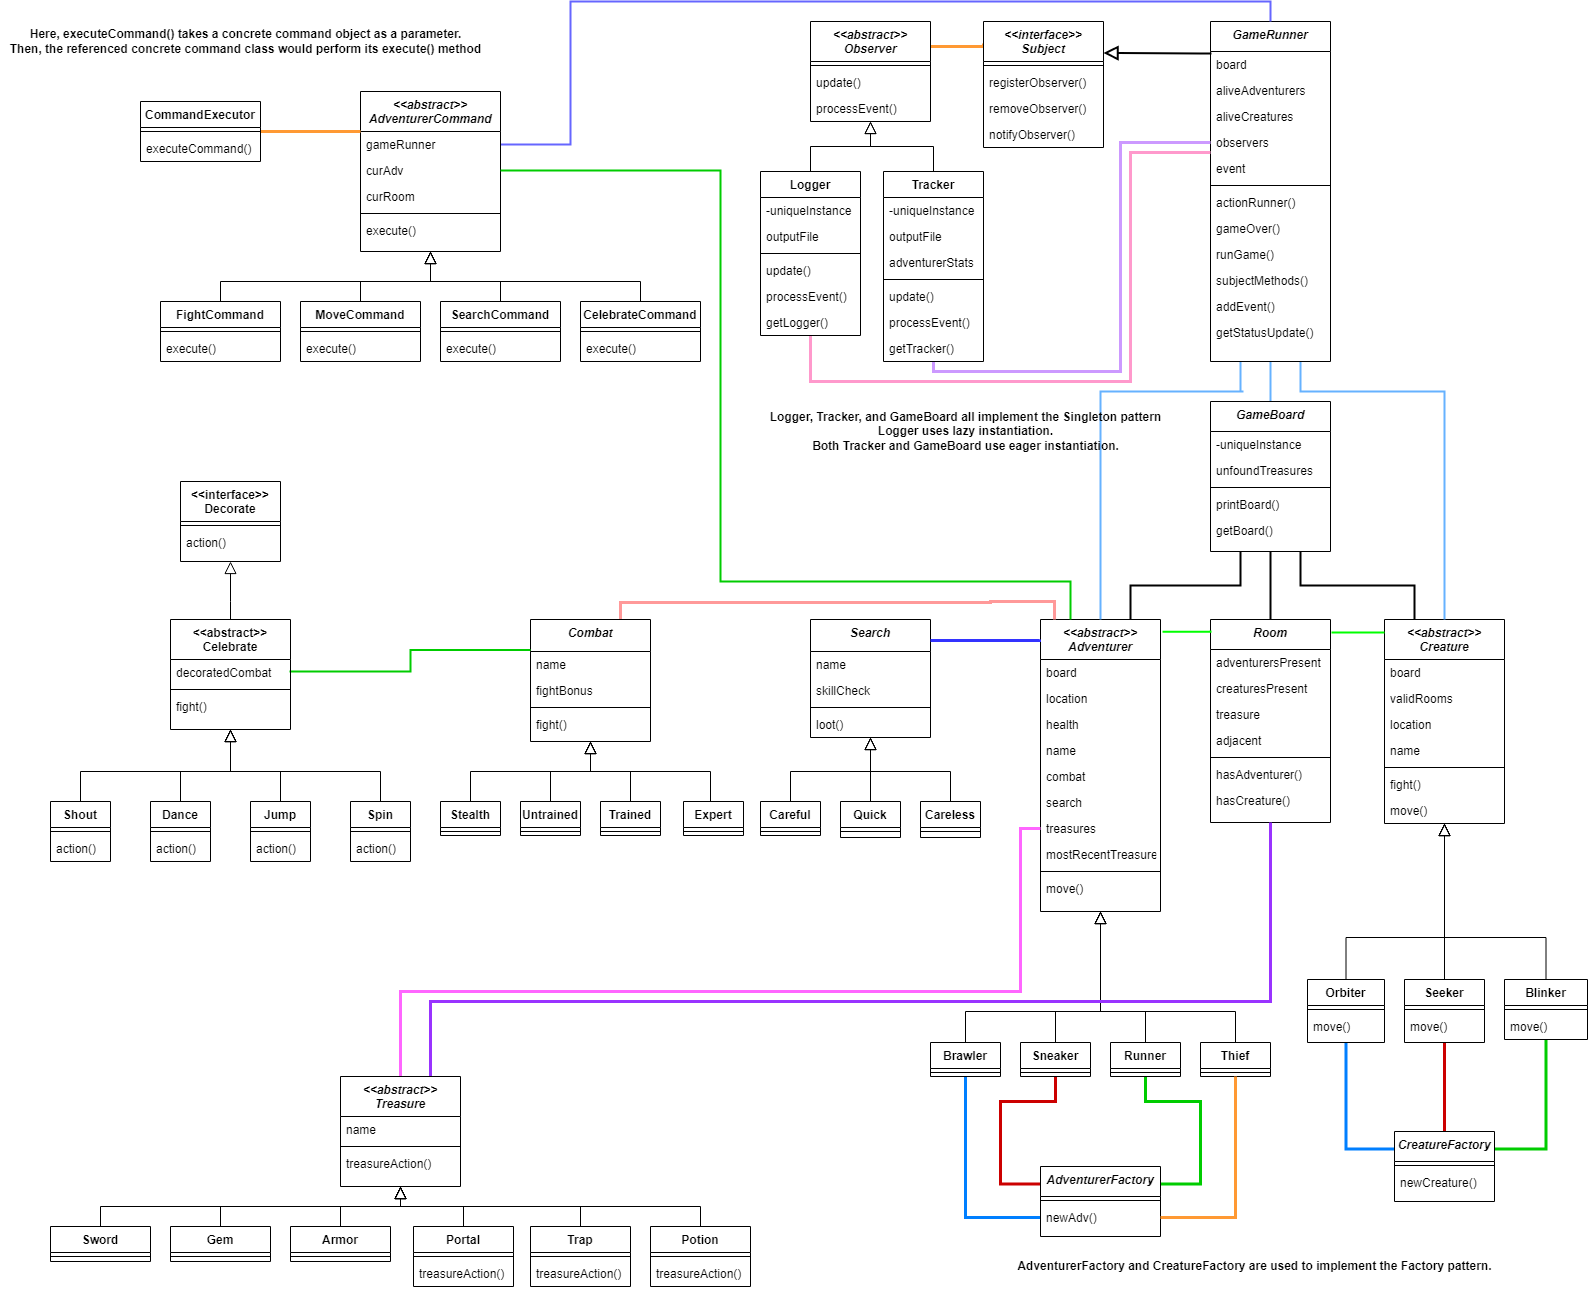 Here, executeCommand() takes a concrete command object as a parameter.
Then, the referenced concrete command class would perform its execute() method
CommandExecutor
executeCommand()
<<abstract>>
AdventurerCommand
gameRunner
curAdv
curRoom
execute()
FightCommand
execute()
MoveCommand
execute()
SearchCommand
execute()
CelebrateCommand
execute()
<<abstract>>
Observer
update()
processEvent()
<<interface>>
Subject
registerObserver()
removeObserver()
notifyObserver()
GameRunner
board
aliveAdventurers
aliveCreatures
observers
event
actionRunner()
gameOver()
runGame()
subjectMethods()
addEvent()
getStatusUpdate()
Logger
-uniqueInstance
outputFile
update()
processEvent()
getLogger()
Tracker
-uniqueInstance
outputFile
adventurerStats
update()
processEvent()
getTracker()
Logger, Tracker, and GameBoard all implement the Singleton pattern
Logger uses lazy instantiation.
Both Tracker and GameBoard use eager instantiation.
GameBoard
-uniqueInstance
unfoundTreasures
printBoard()
getBoard()
<<interface>>
Decorate
action()
<<abstract>>
Celebrate
decoratedCombat
fight()
Shout
action()
Dance
action()
Jump
action()
Spin
action()
Combat
name
fightBonus
fight()
Stealth
Untrained
Trained
Expert
Search
name
skillCheck
loot()
Careful
Quick
Careless
<<abstract>>
Adventurer
board
location
health
name
combat
search
treasures
mostRecentTreasure
move()
Room
adventurersPresent
creaturesPresent
treasure
adjacent
hasAdventurer()
hasCreature()
<<abstract>>
Creature
board
validRooms
location
name
fight()
move()
Orbiter
move()
Seeker
move()
Blinker
move()
CreatureFactory
newCreature()
Brawler
Sneaker
Runner
Thief
AdventurerFactory
newAdv()
<<abstract>>
Treasure
name
treasureAction()
Sword
Gem
Armor
Portal
treasureAction()
Trap
treasureAction()
Potion
treasureAction()
AdventurerFactory and CreatureFactory are used to implement the Factory pattern.